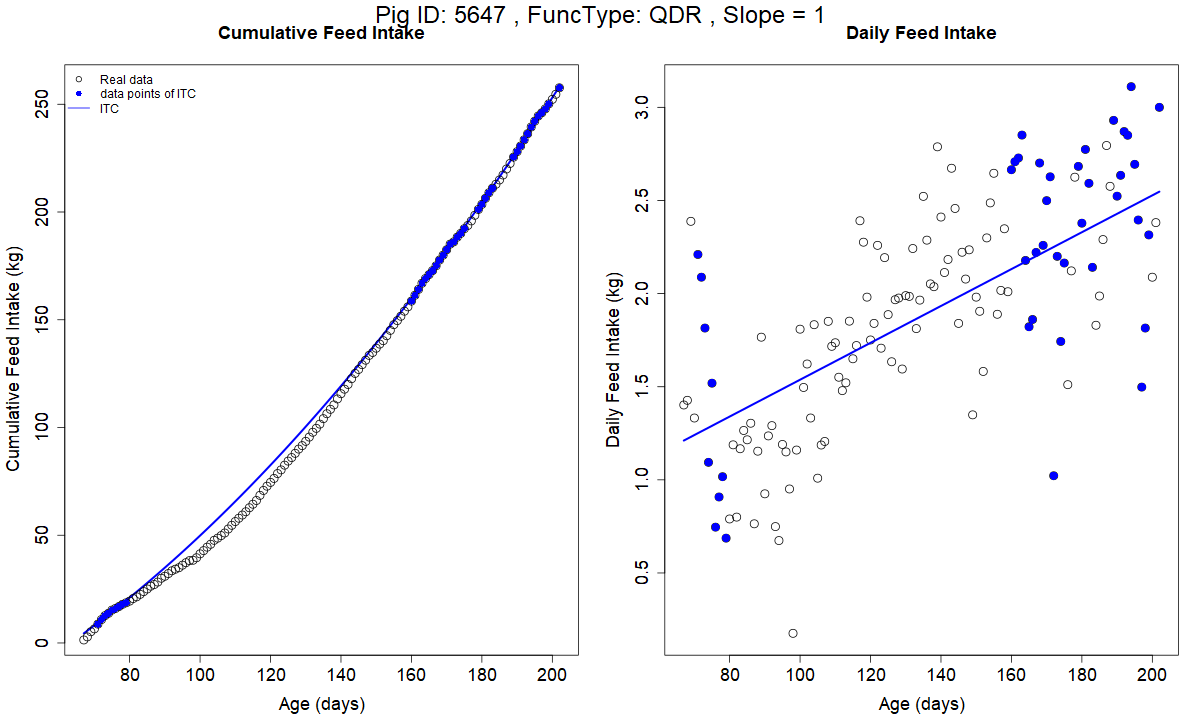 Pig ID: 5647 , FuncType: QDR , Slope = 1
Cumulative Feed Intake
Real data
data points of ITC
ITC
Cumulative Feed Intake (kg)
0
50
100
150
200
250
80 100 120 140 160 180 200
Age (days)
Daily Feed Intake
Daily Feed Intake (kg)
0.5
1.0
1.5
2.0
2.5
3.0
80 100 120 140 160 180 200
Age (days)